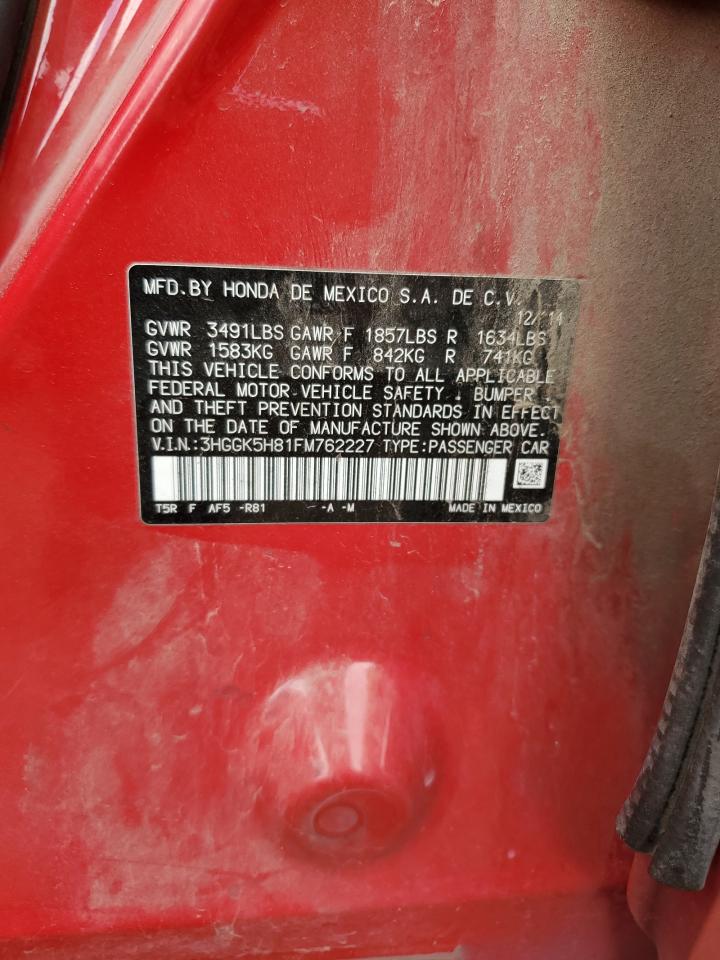 MFD.BY HONDA DE MEXICO S.A. DE C.V.
12/14
GVWR 3491LBS GAWR F 1857LBS R 1634LBS
GVWR 1583KG GAWR F 842KG R 741KG
THIS VEHICLE CONFORMS TO ALL APPLICABLE
FEDERAL MOTOR VEHICLE SAFETY , BUMPER ,
AND THEFT PREVENTION STANDARDS IN EFFECT
ON THE DATE OF MANUFACTURE SHOWN ABOVE.
V.I.N.:3HGGK5H81FM762227 TYPE:PASSENGER CAR
T5R F AF5 -R81 -A -M MADE IN MEXICO